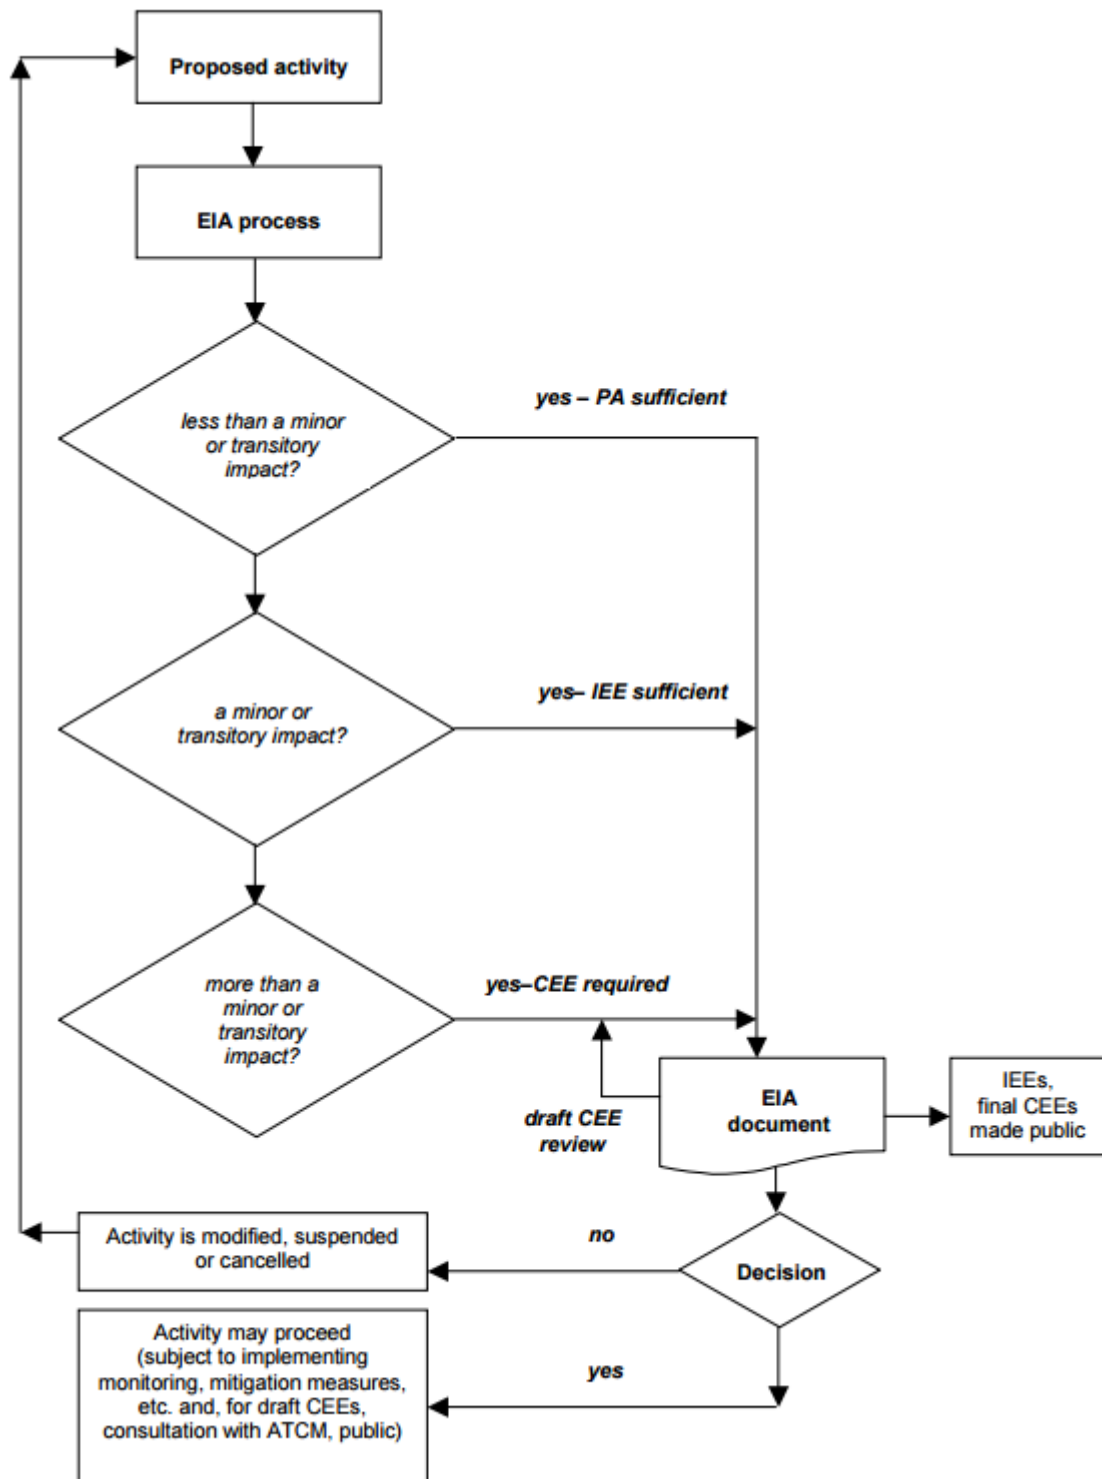 Proposed activity
EIA process
less than a minor
or transitory
impact?
yes – PA sufficient
a minor or
transitory impact?
yes– IEE sufficient
more than a
minor or
transitory
impact?
yes–CEE required
draft CEE
review
EIA
document
IEEs,
final CEEs
made public
Decision
no
Activity is modified, suspended
or cancelled
yes
Activity may proceed
(subject to implementing
monitoring, mitigation measures,
etc. and, for draft CEEs,
consultation with ATCM, public)